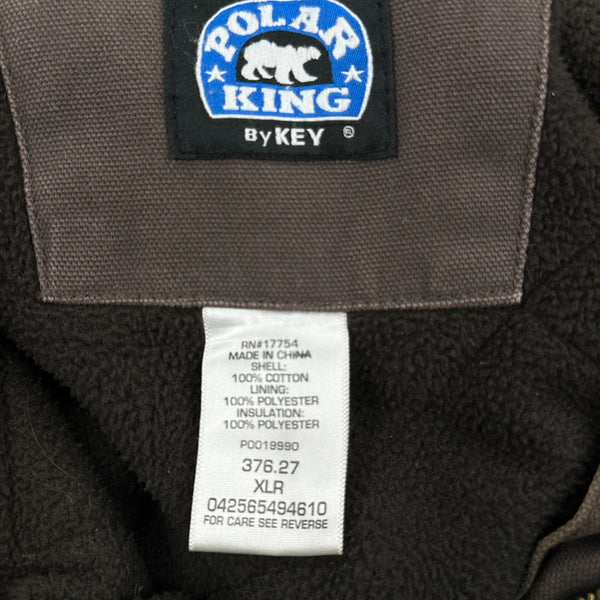 POLAR
KING
By KEY ®
RN#17754
MADE IN CHINA
SHELL:
100% COTTON
LINING:
100% POLYESTER
INSULATION:
100% POLYESTER
P0019990
376.27
XLR
042565494610
FOR CARE SEE REVERSE